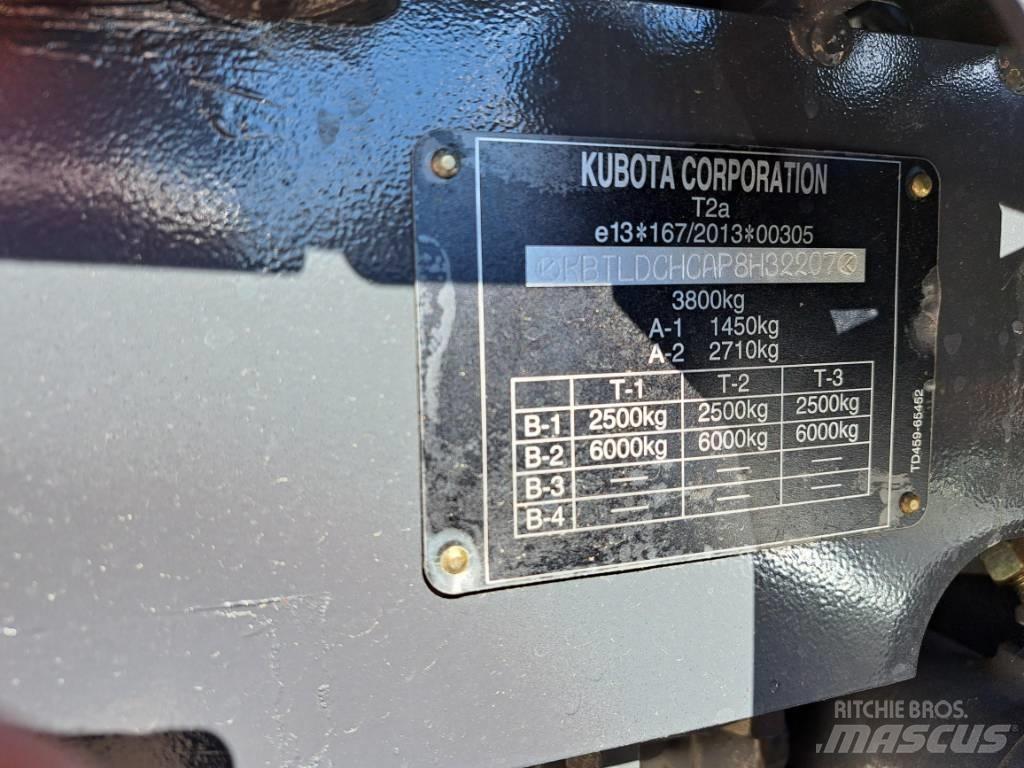 KUBOTA CORPORATION
T2a
e13*167/2013*00305
KBTLDCHCAP8H32207
3800kg
A-1 1450kg
A-2 2710kg
T-1 T-2 T-3
B-1 2500kg 2500kg 2500kg
B-2 6000kg 6000kg 6000kg
B-3 — — —
B-4 — — —
TD459-65452
RITCHIE BROS.
MASCUS